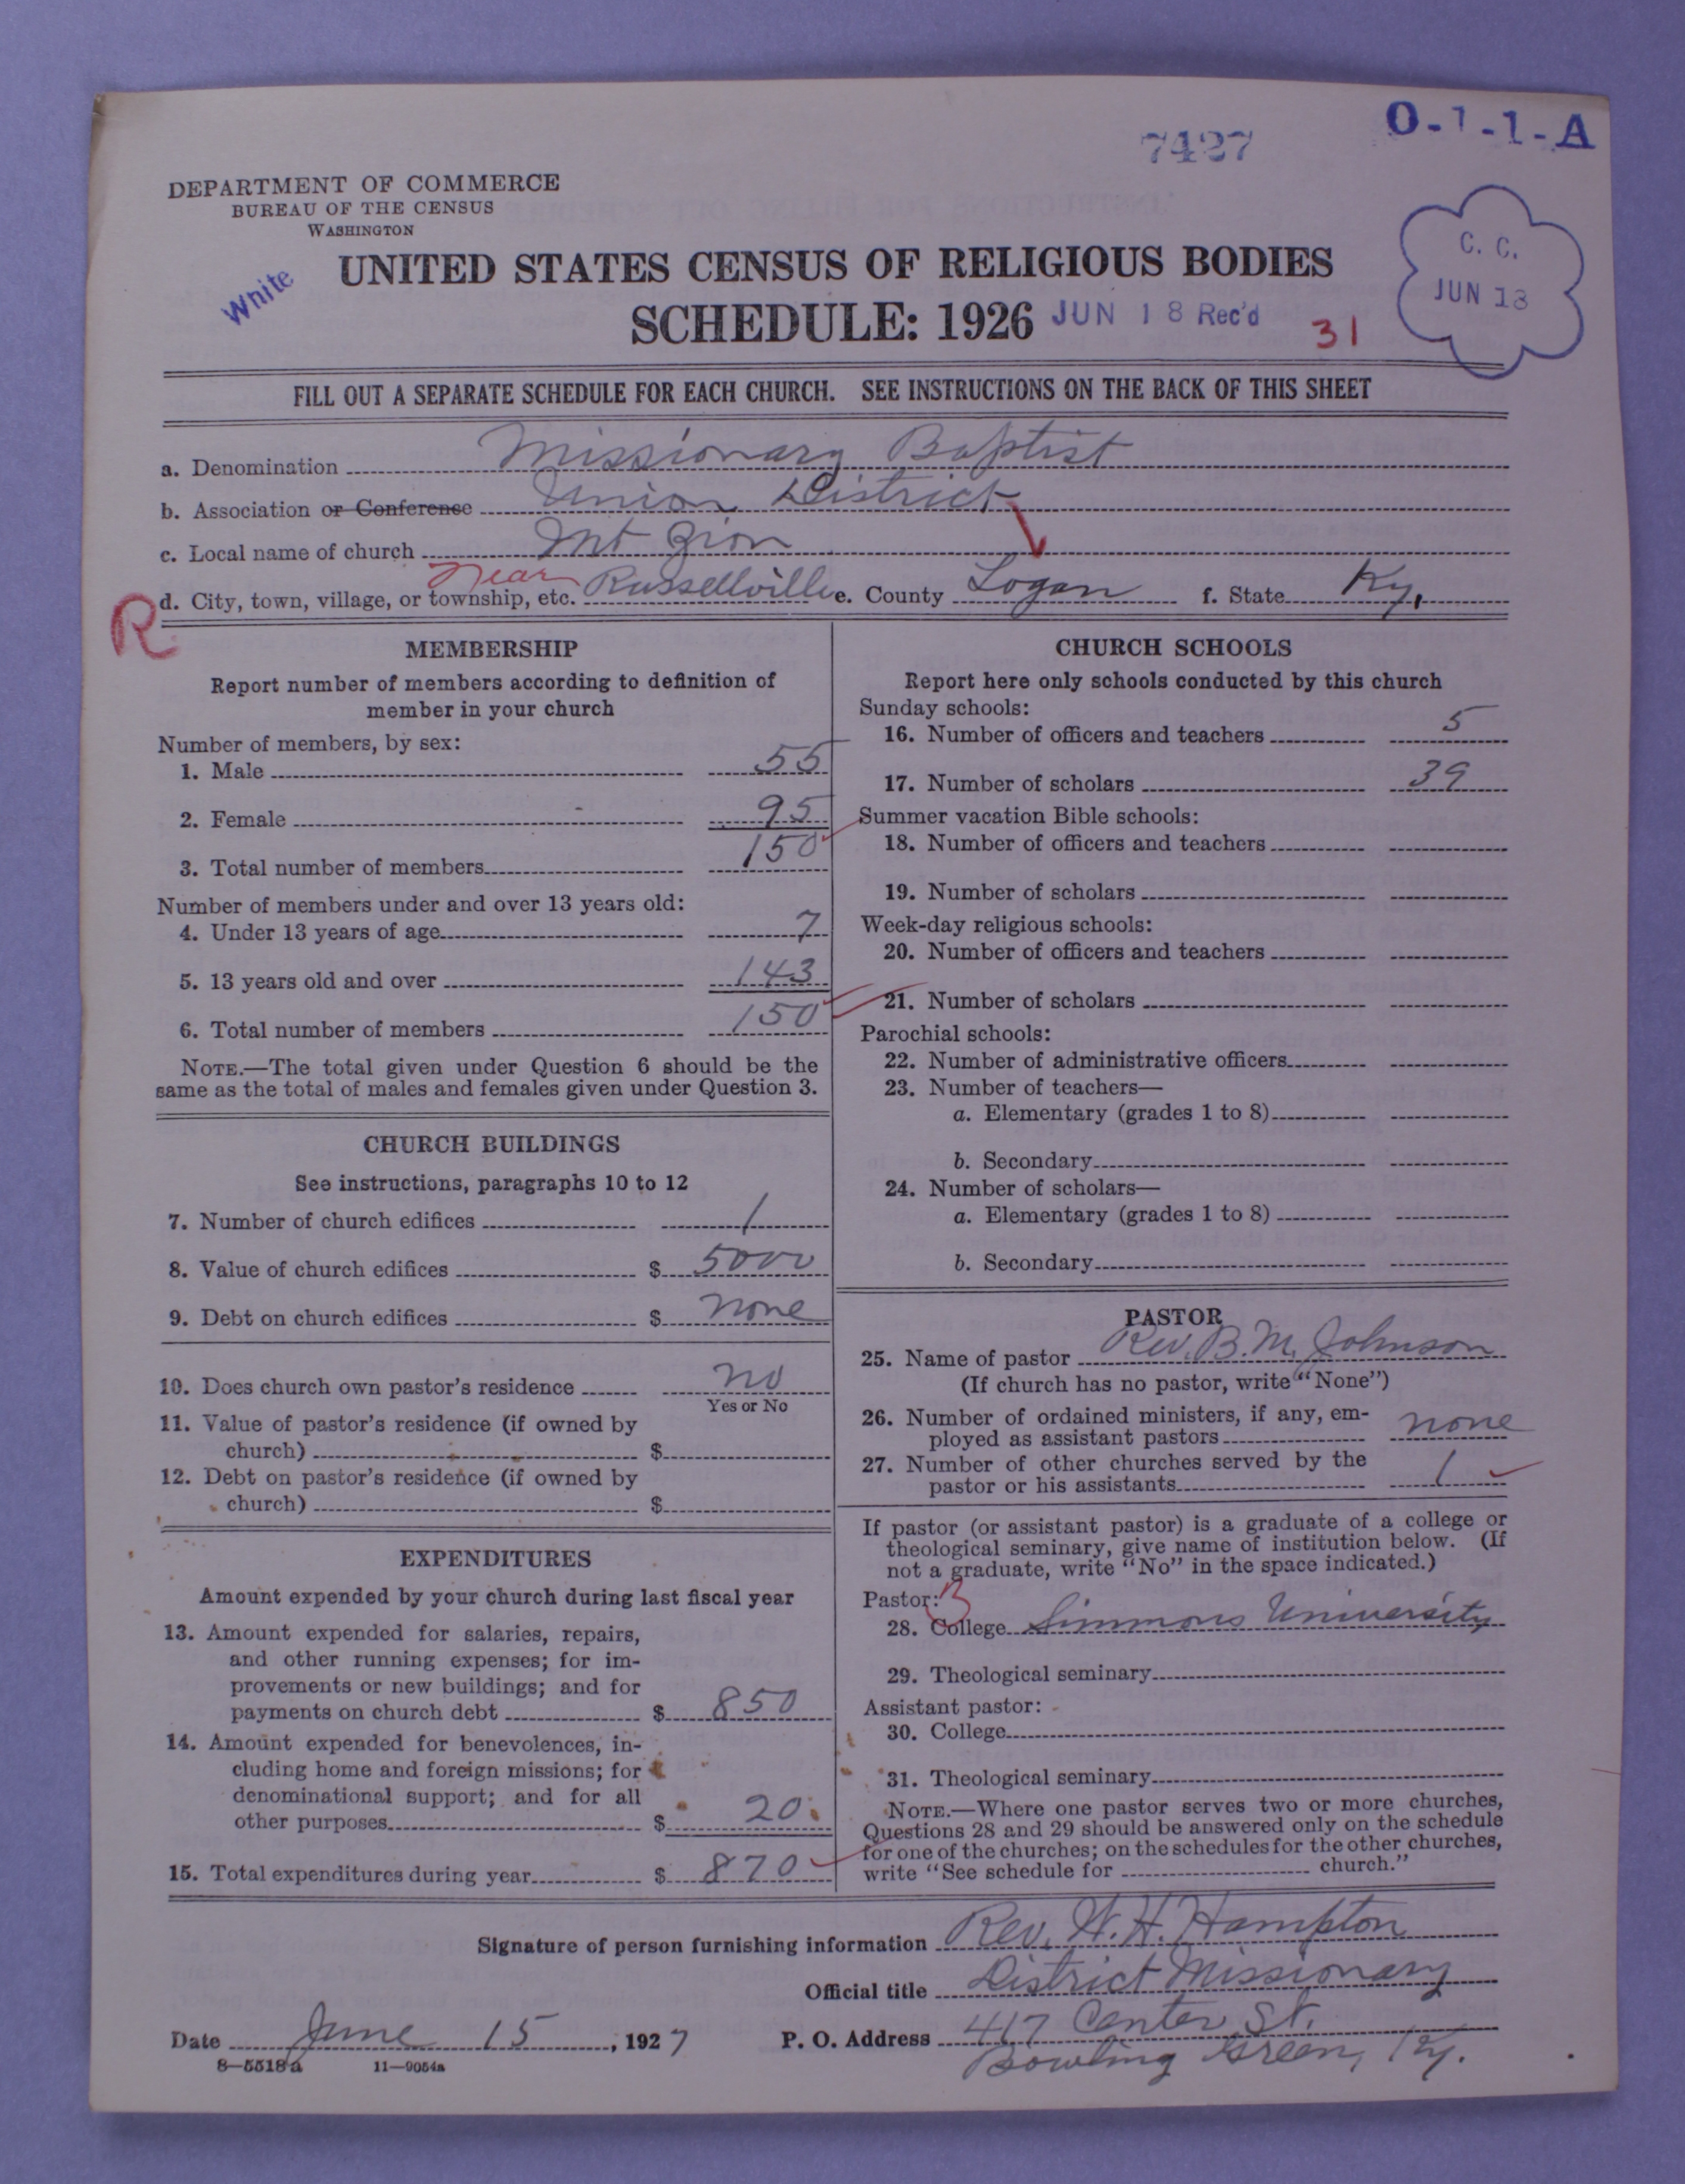 O-1-1-A
7427
DEPARTMENT OF COMMERCE
BUREAU OF THE CENSUS
WASHINGTON
White
UNITED STATES CENSUS OF RELIGIOUS BODIES
C. C.
JUN 18
SCHEDULE: 1926 JUN 18 Rec'd
31
FILL OUT A SEPARATE SCHEDULE FOR EACH CHURCH. SEE INSTRUCTIONS ON THE BACK OF THIS SHEET
a. Denomination Missionary Baptist
b. Association or Conference Union District
c. Local name of church Mt Zion
near
d. City, town, village, or township, etc. Russellville e. County Logan f. State Ky.
R
MEMBERSHIP
Report number of members according to definition of
member in your church
Number of members, by sex:
1. Male 55
2. Female 95
3. Total number of members 150
Number of members under and over 13 years old:
4. Under 13 years of age 7
5. 13 years old and over 143
6. Total number of members 150
NOTE.—The total given under Question 6 should be the
same as the total of males and females given under Question 3.
CHURCH BUILDINGS
See instructions, paragraphs 10 to 12
7. Number of church edifices 1
8. Value of church edifices $ 5000
9. Debt on church edifices $ none
10. Does church own pastor's residence no
Yes or No
11. Value of pastor's residence (if owned by
church) $
12. Debt on pastor's residence (if owned by
church) $
EXPENDITURES
Amount expended by your church during last fiscal year
13. Amount expended for salaries, repairs,
and other running expenses; for im-
provements or new buildings; and for
payments on church debt $ 850
14. Amount expended for benevolences, in-
cluding home and foreign missions; for
denominational support; and for all
other purposes $ 20
15. Total expenditures during year $ 870
CHURCH SCHOOLS
Report here only schools conducted by this church
Sunday schools:
16. Number of officers and teachers 5
17. Number of scholars 39
Summer vacation Bible schools:
18. Number of officers and teachers
19. Number of scholars
Week-day religious schools:
20. Number of officers and teachers
21. Number of scholars
Parochial schools:
22. Number of administrative officers
23. Number of teachers—
a. Elementary (grades 1 to 8)
b. Secondary
24. Number of scholars—
a. Elementary (grades 1 to 8)
b. Secondary
PASTOR
25. Name of pastor Rev. B. M. Johnson
(If church has no pastor, write "None")
26. Number of ordained ministers, if any, em-
ployed as assistant pastors none
27. Number of other churches served by the
pastor or his assistants 1
If pastor (or assistant pastor) is a graduate of a college or
theological seminary, give name of institution below. (If
not a graduate, write "No" in the space indicated.)
Pastor: B
28. College Simmons University
29. Theological seminary
Assistant pastor:
30. College
31. Theological seminary
NOTE.—Where one pastor serves two or more churches,
Questions 28 and 29 should be answered only on the schedule
for one of the churches; on the schedules for the other churches,
write "See schedule for church."
Signature of person furnishing information Rev. W. H. Hampton
Official title District Missionary
Date June 15, 1927 P. O. Address 417 Center St.
Bowling Green, Ky.
8-5518a 11-9054a